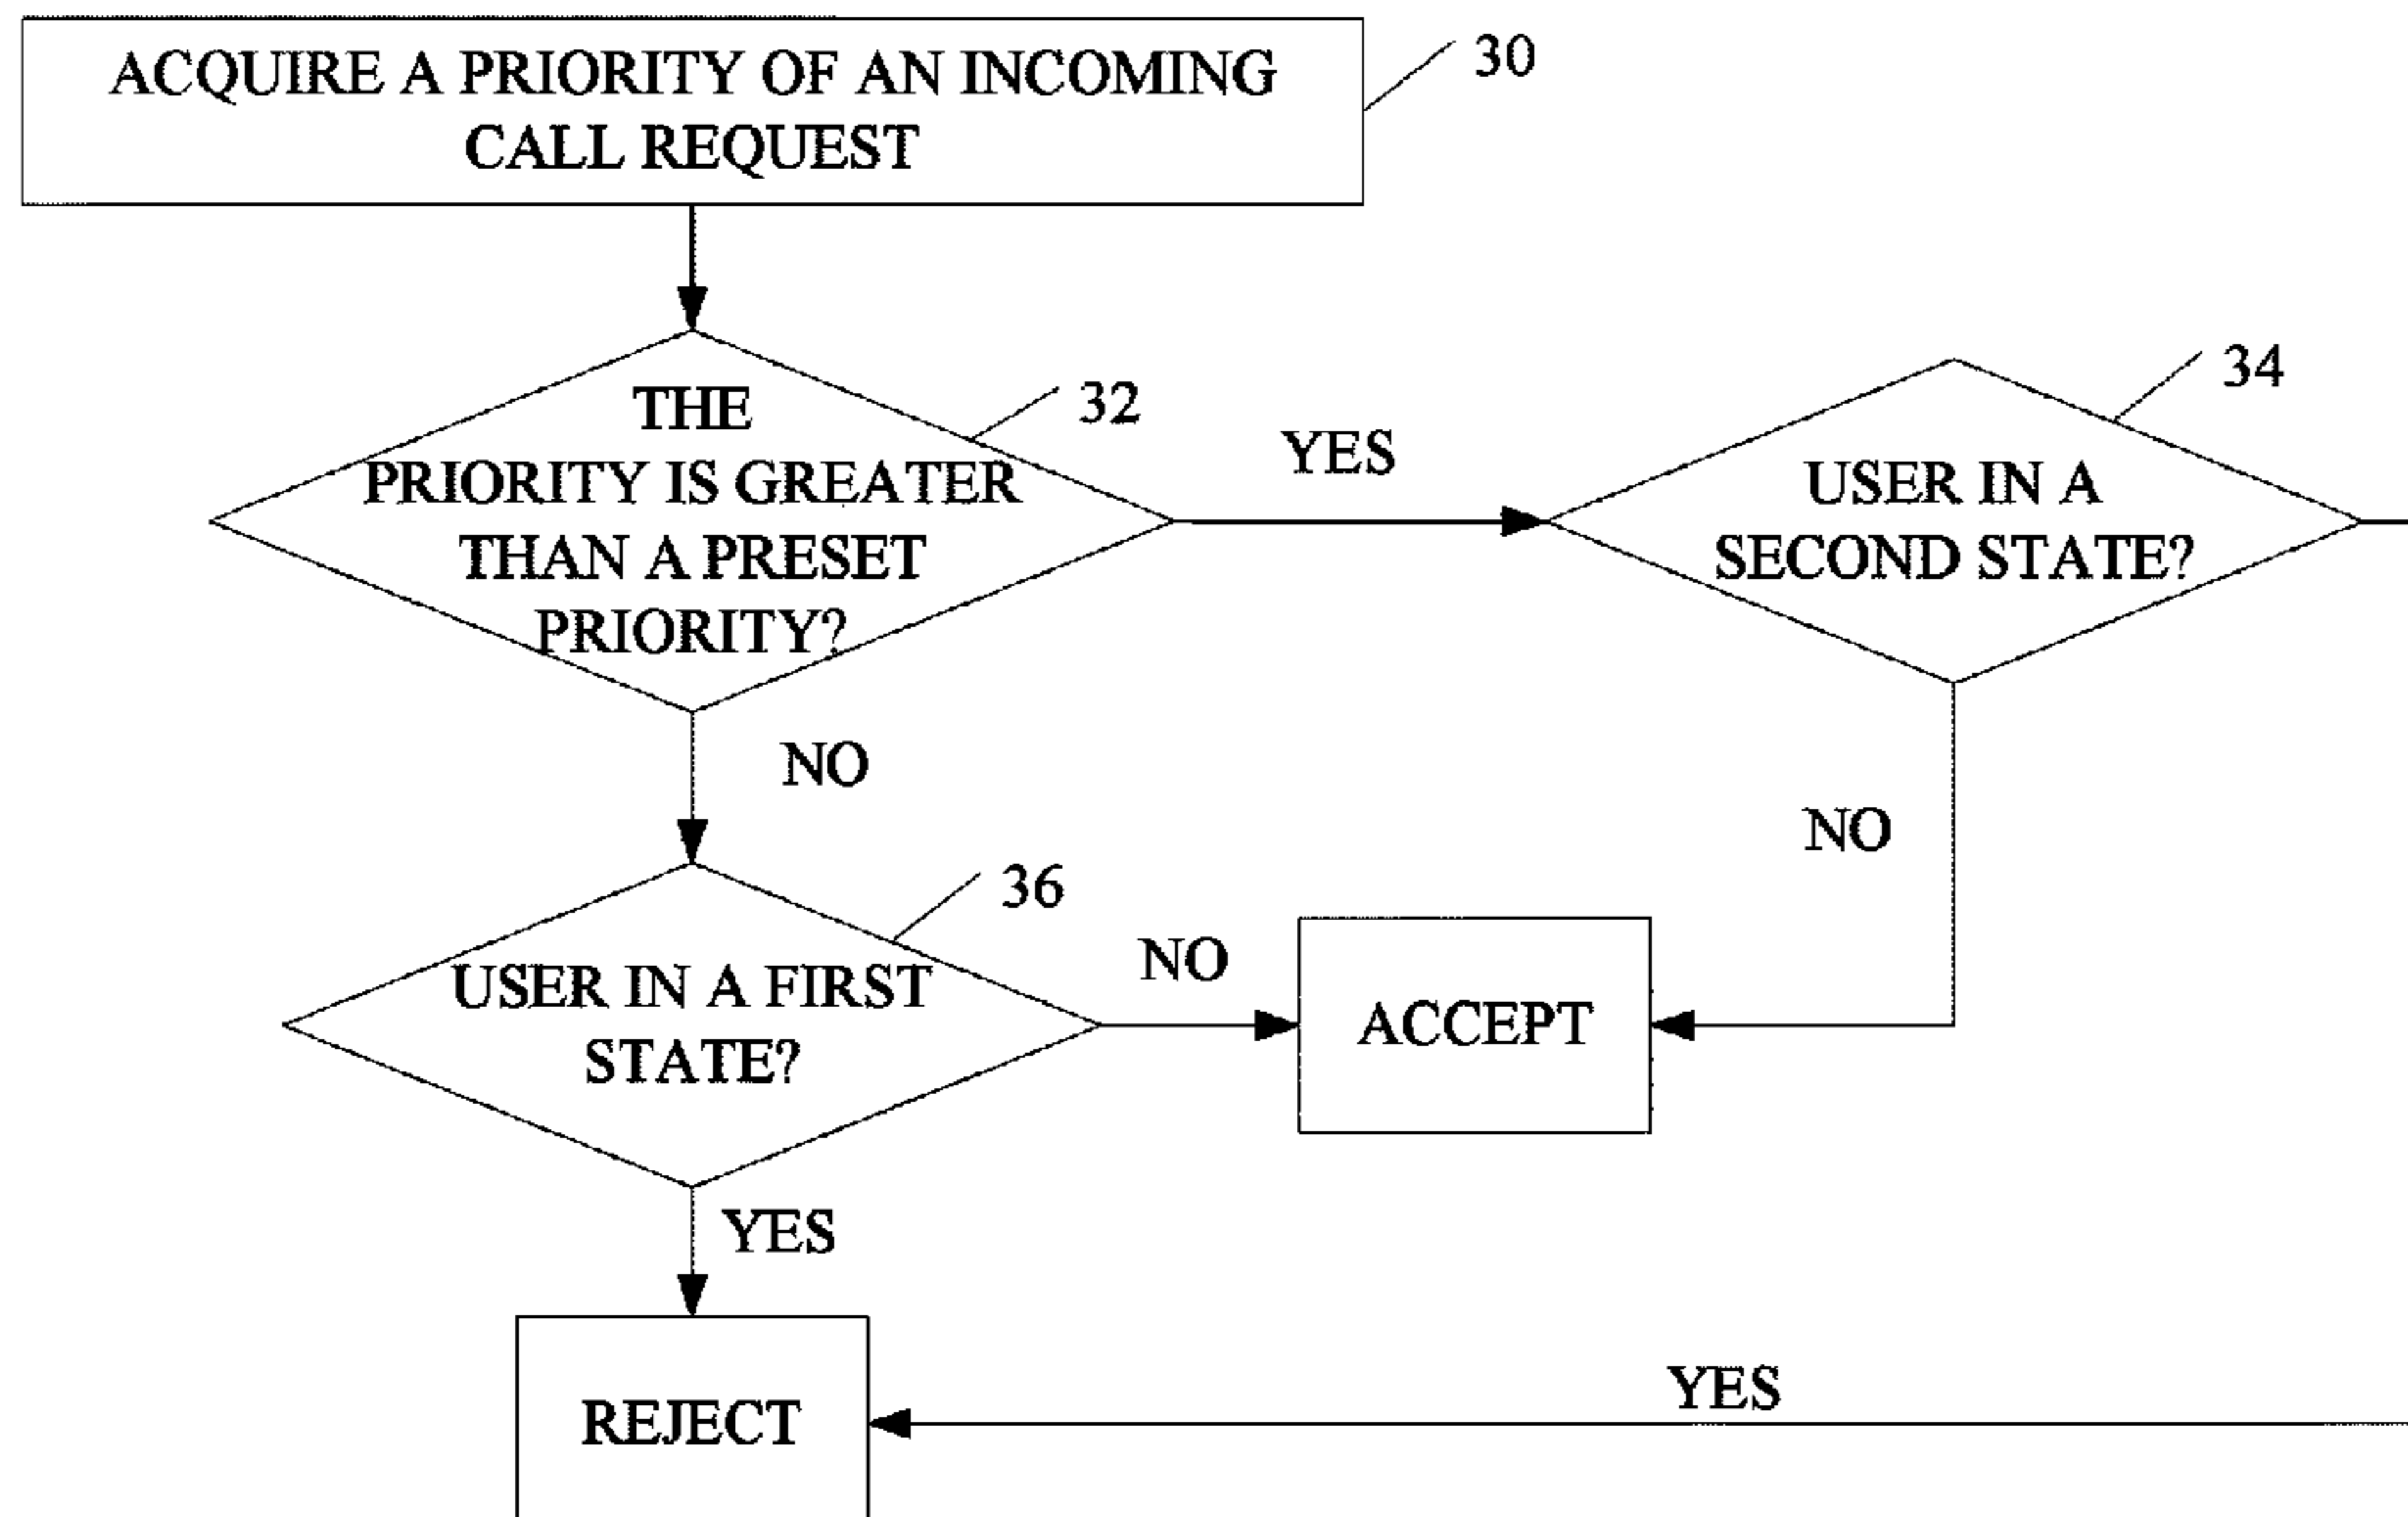 ACQUIRE A PRIORITY OF AN INCOMING
CALL REQUEST
30
THE
PRIORITY IS GREATER
THAN A PRESET
PRIORITY?
32
YES
USER IN A
SECOND STATE?
34
NO
NO
USER IN A FIRST
STATE?
36
NO
ACCEPT
YES
REJECT
YES